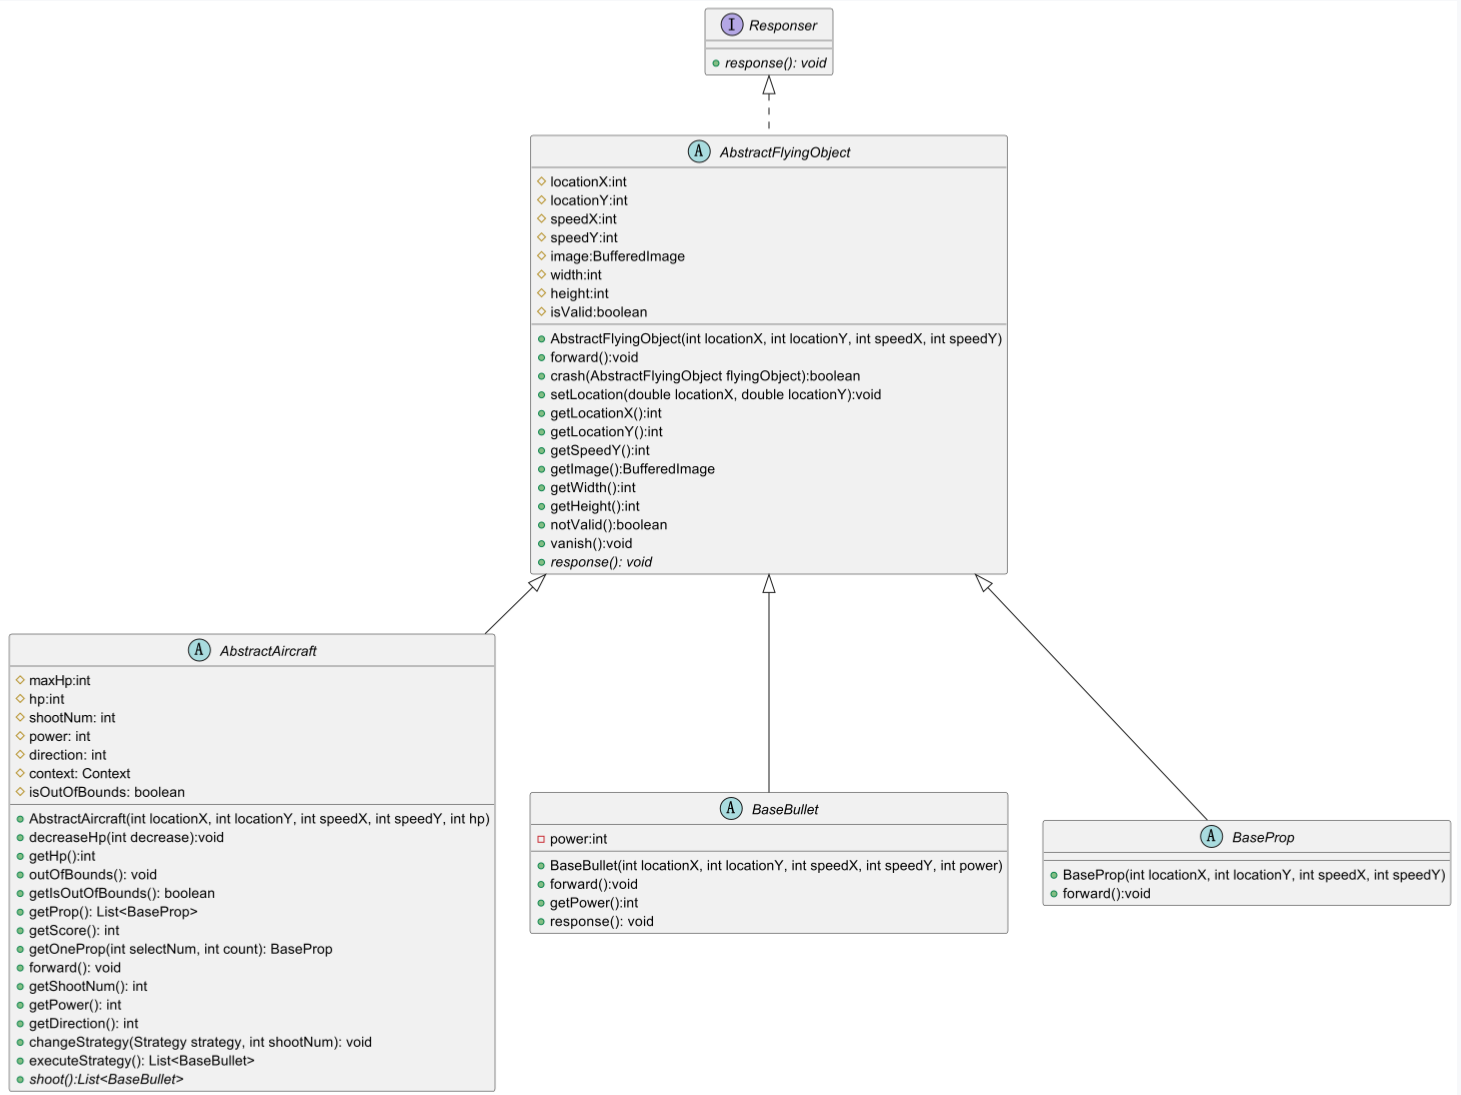 I Responser
response(): void
A AbstractFlyingObject
locationX:int
locationY:int
speedX:int
speedY:int
image:BufferedImage
width:int
height:int
isValid:boolean
AbstractFlyingObject(int locationX, int locationY, int speedX, int speedY)
forward():void
crash(AbstractFlyingObject flyingObject):boolean
setLocation(double locationX, double locationY):void
getLocationX():int
getLocationY():int
getSpeedY():int
getImage():BufferedImage
getWidth():int
getHeight():int
notValid():boolean
vanish():void
response(): void
A AbstractAircraft
maxHp:int
hp:int
shootNum: int
power: int
direction: int
context: Context
isOutOfBounds: boolean
AbstractAircraft(int locationX, int locationY, int speedX, int speedY, int hp)
decreaseHp(int decrease):void
getHp():int
outOfBounds(): void
getIsOutOfBounds(): boolean
getProp(): List<BaseProp>
getScore(): int
getOneProp(int selectNum, int count): BaseProp
forward(): void
getShootNum(): int
getPower(): int
getDirection(): int
changeStrategy(Strategy strategy, int shootNum): void
executeStrategy(): List<BaseBullet>
shoot():List<BaseBullet>
A BaseBullet
power:int
BaseBullet(int locationX, int locationY, int speedX, int speedY, int power)
forward():void
getPower():int
response(): void
A BaseProp
BaseProp(int locationX, int locationY, int speedX, int speedY)
forward():void